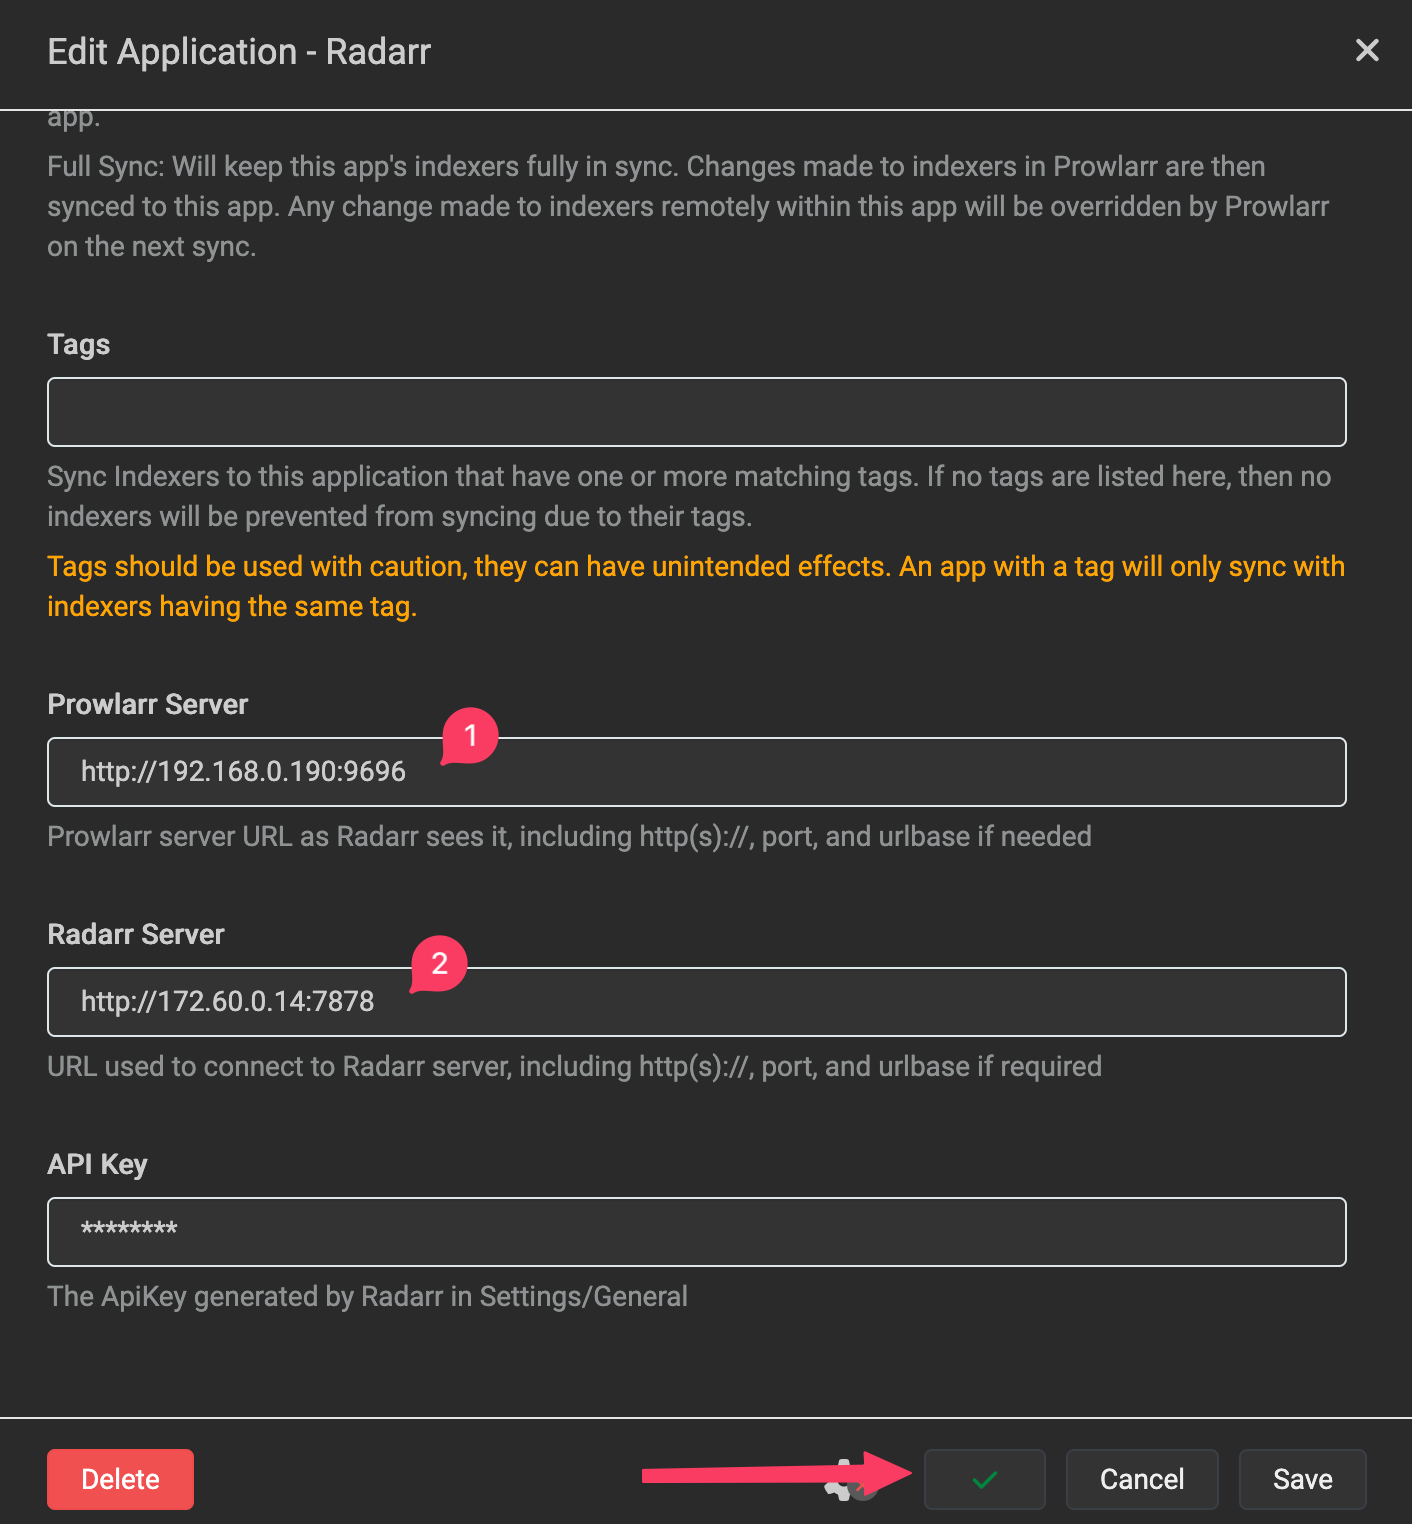 Edit Application - Radarr
app.
Full Sync: Will keep this app's indexers fully in sync. Changes made to indexers in Prowlarr are then
synced to this app. Any change made to indexers remotely within this app will be overridden by Prowlarr
on the next sync.
Tags
Sync Indexers to this application that have one or more matching tags. If no tags are listed here, then no
indexers will be prevented from syncing due to their tags.
Tags should be used with caution, they can have unintended effects. An app with a tag will only sync with
indexers having the same tag.
Prowlarr Server
1
http://192.168.0.190:9696
Prowlarr server URL as Radarr sees it, including http(s)://, port, and urlbase if needed
Radarr Server
2
http://172.60.0.14:7878
URL used to connect to Radarr server, including http(s)://, port, and urlbase if required
API Key
********
The ApiKey generated by Radarr in Settings/General
Delete
Cancel
Save